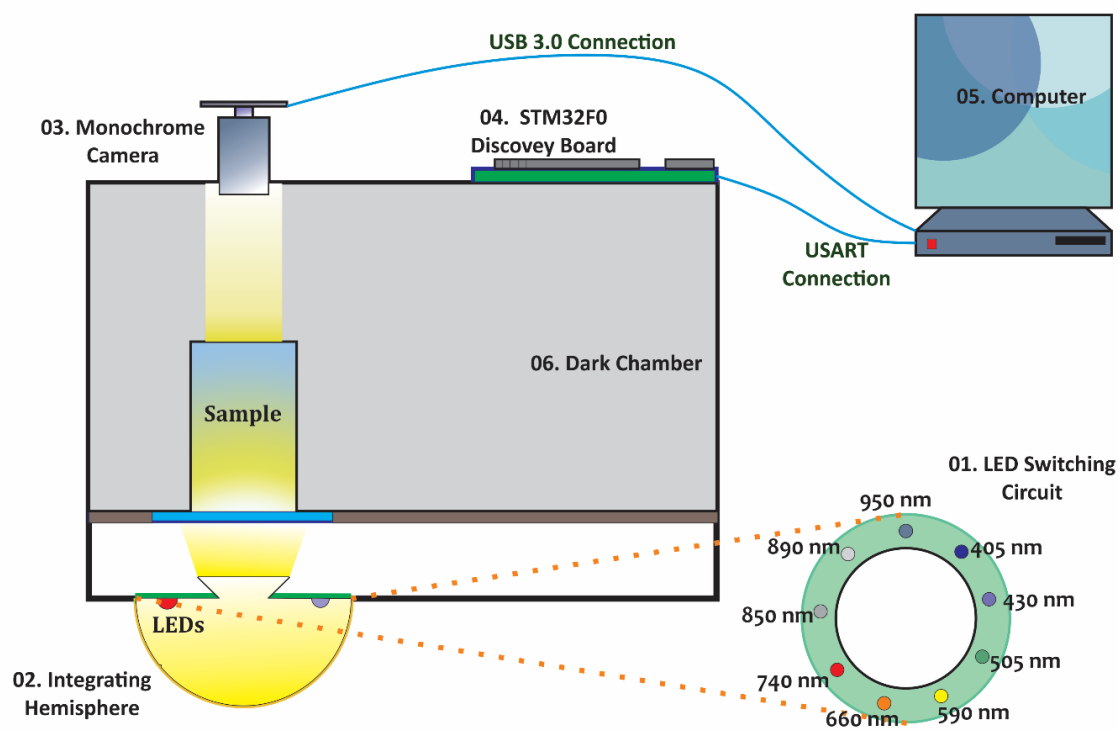 USB 3.0 Connection
03. Monochrome
Camera
04. STM32F0
Discovey Board
05. Computer
USART
Connection
06. Dark Chamber
Sample
LEDs
02. Integrating
Hemisphere
01. LED Switching
Circuit
950 nm
405 nm
430 nm
505 nm
590 nm
660 nm
740 nm
850 nm
890 nm